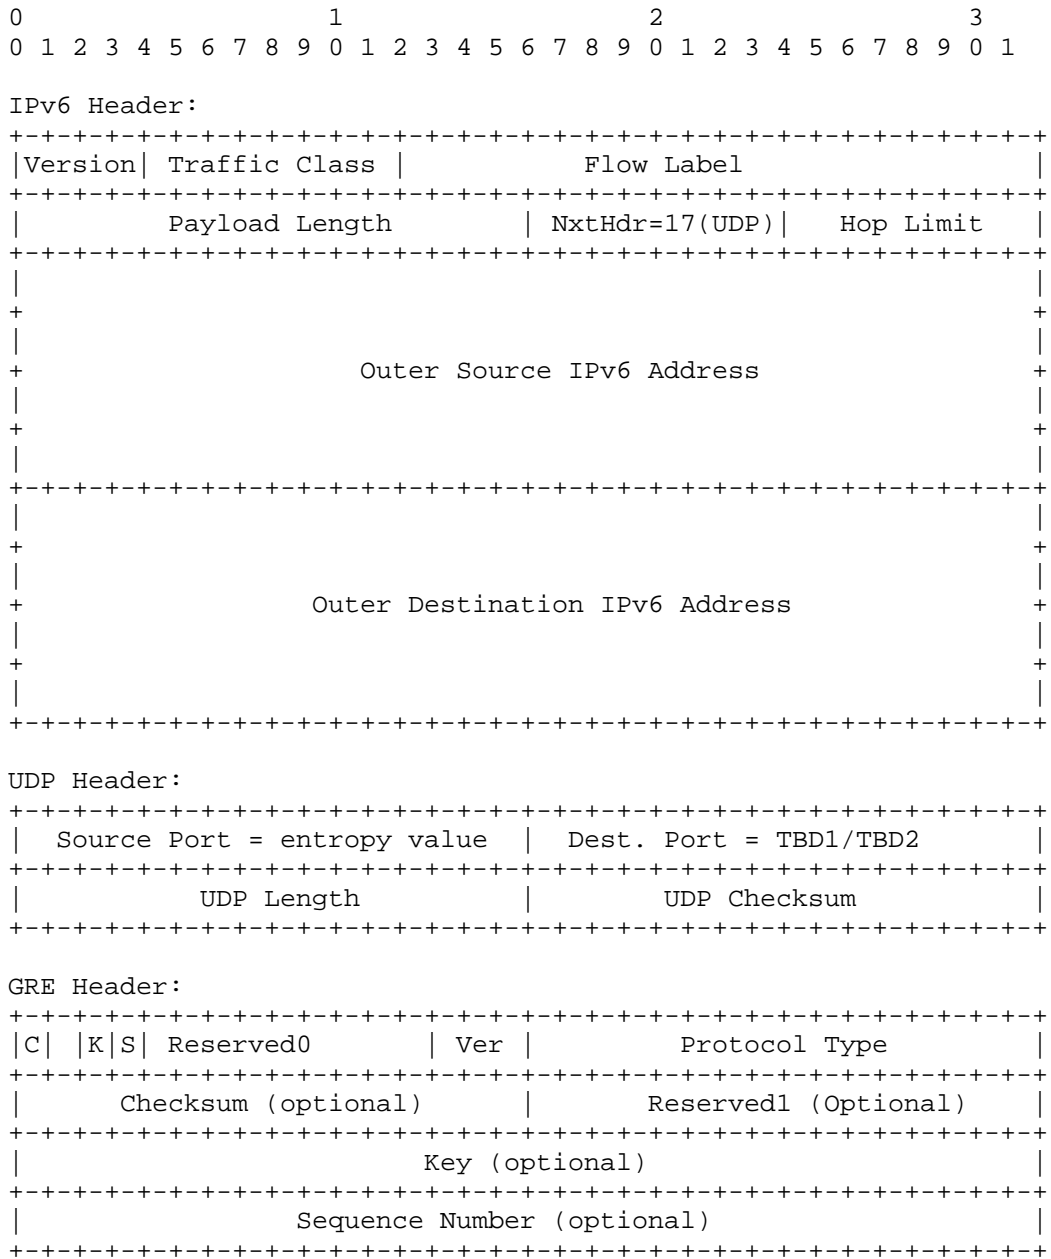 0                   1                   2                   3
0 1 2 3 4 5 6 7 8 9 0 1 2 3 4 5 6 7 8 9 0 1 2 3 4 5 6 7 8 9 0 1

IPv6 Header:
+-+-+-+-+-+-+-+-+-+-+-+-+-+-+-+-+-+-+-+-+-+-+-+-+-+-+-+-+-+-+-+-+
|Version| Traffic Class |           Flow Label                  |
+-+-+-+-+-+-+-+-+-+-+-+-+-+-+-+-+-+-+-+-+-+-+-+-+-+-+-+-+-+-+-+-+
|         Payload Length        | NxtHdr=17(UDP)|   Hop Limit   |
+-+-+-+-+-+-+-+-+-+-+-+-+-+-+-+-+-+-+-+-+-+-+-+-+-+-+-+-+-+-+-+-+
|                                                               |
+                                                               +
|                                                               |
+                     Outer Source IPv6 Address                 +
|                                                               |
+                                                               +
|                                                               |
+-+-+-+-+-+-+-+-+-+-+-+-+-+-+-+-+-+-+-+-+-+-+-+-+-+-+-+-+-+-+-+-+
|                                                               |
+                                                               +
|                                                               |
+                  Outer Destination IPv6 Address               +
|                                                               |
+                                                               +
|                                                               |
+-+-+-+-+-+-+-+-+-+-+-+-+-+-+-+-+-+-+-+-+-+-+-+-+-+-+-+-+-+-+-+-+

UDP Header:
+-+-+-+-+-+-+-+-+-+-+-+-+-+-+-+-+-+-+-+-+-+-+-+-+-+-+-+-+-+-+-+-+
|  Source Port = entropy value  |  Dest. Port = TBD1/TBD2       |
+-+-+-+-+-+-+-+-+-+-+-+-+-+-+-+-+-+-+-+-+-+-+-+-+-+-+-+-+-+-+-+-+
|           UDP Length          |        UDP Checksum           |
+-+-+-+-+-+-+-+-+-+-+-+-+-+-+-+-+-+-+-+-+-+-+-+-+-+-+-+-+-+-+-+-+

GRE Header:
+-+-+-+-+-+-+-+-+-+-+-+-+-+-+-+-+-+-+-+-+-+-+-+-+-+-+-+-+-+-+-+-+
|C| |K|S| Reserved0       | Ver |         Protocol Type         |
+-+-+-+-+-+-+-+-+-+-+-+-+-+-+-+-+-+-+-+-+-+-+-+-+-+-+-+-+-+-+-+-+
|      Checksum (optional)      |       Reserved1 (Optional)    |
+-+-+-+-+-+-+-+-+-+-+-+-+-+-+-+-+-+-+-+-+-+-+-+-+-+-+-+-+-+-+-+-+
|                         Key (optional)                        |
+-+-+-+-+-+-+-+-+-+-+-+-+-+-+-+-+-+-+-+-+-+-+-+-+-+-+-+-+-+-+-+-+
|                 Sequence Number (optional)                    |
+-+-+-+-+-+-+-+-+-+-+-+-+-+-+-+-+-+-+-+-+-+-+-+-+-+-+-+-+-+-+-+-+